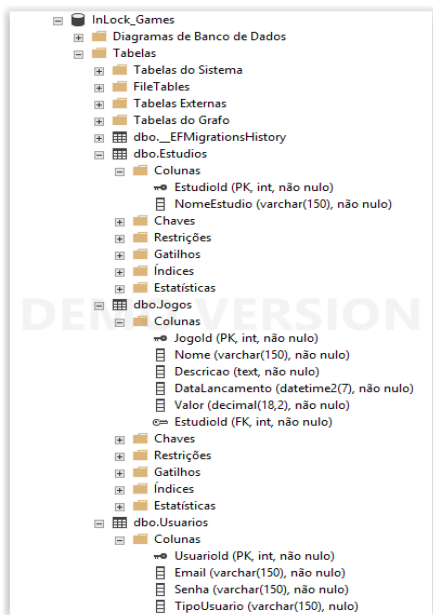 InLock_Games
Diagramas de Banco de Dados
Tabelas
Tabelas do Sistema
FileTables
Tabelas Externas
Tabelas do Grafo
dbo.__EFMigrationsHistory
dbo.Estudios
Colunas
EstudioId (PK, int, não nulo)
NomeEstudio (varchar(150), não nulo)
Chaves
Restrições
Gatilhos
Índices
Estatísticas
DEMO VERSION
dbo.Jogos
Colunas
JogoId (PK, int, não nulo)
Nome (varchar(150), não nulo)
Descricao (text, não nulo)
DataLancamento (datetime2(7), não nulo)
Valor (decimal(18,2), não nulo)
EstudioId (FK, int, não nulo)
Chaves
Restrições
Gatilhos
Índices
Estatísticas
dbo.Usuarios
Colunas
UsuarioId (PK, int, não nulo)
Email (varchar(150), não nulo)
Senha (varchar(150), não nulo)
TipoUsuario (varchar(150), nulo)